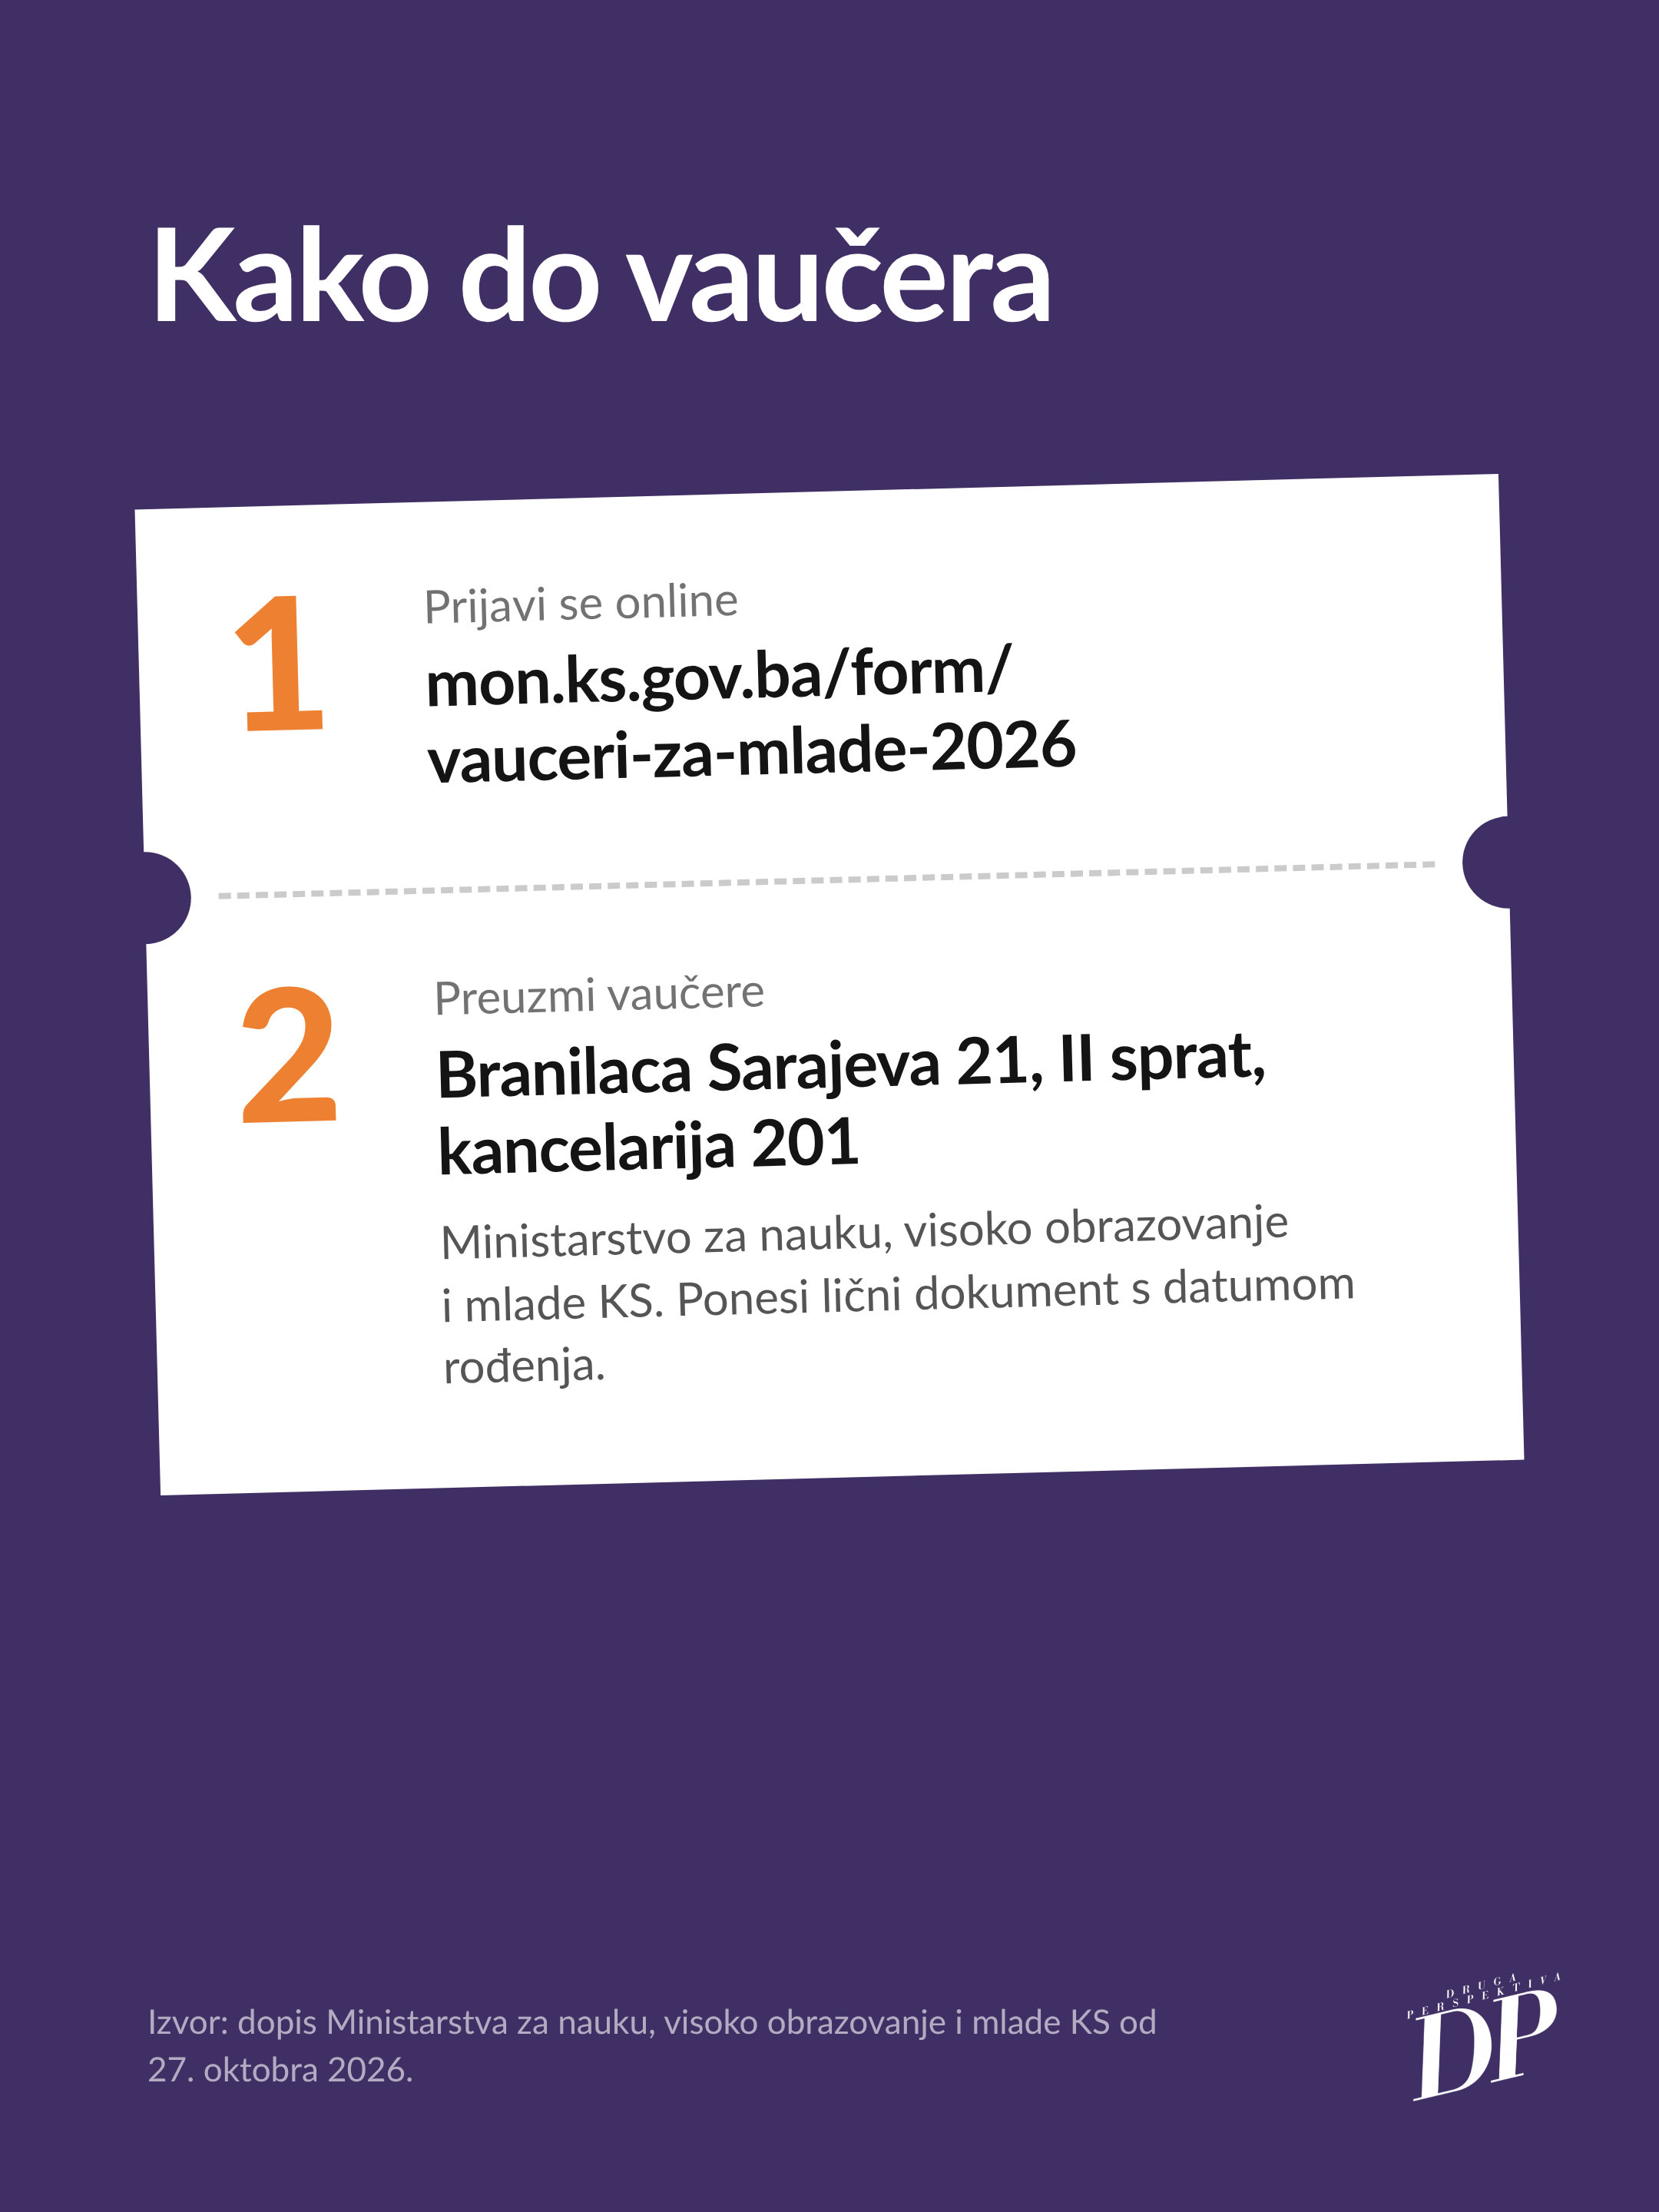 Kako do vaučera
1
Prijavi se online
mon.ks.gov.ba/form/
vauceri-za-mlade-2026
2
Preuzmi vaučere
Branilaca Sarajeva 21, II sprat,
kancelarija 201
Ministarstvo za nauku, visoko obrazovanje
i mlade KS. Ponesi lični dokument s datumom
rođenja.
Izvor: dopis Ministarstva za nauku, visoko obrazovanje i mlade KS od
27. oktobra 2026.
DRUGA
PERSPEKTIVA
DP